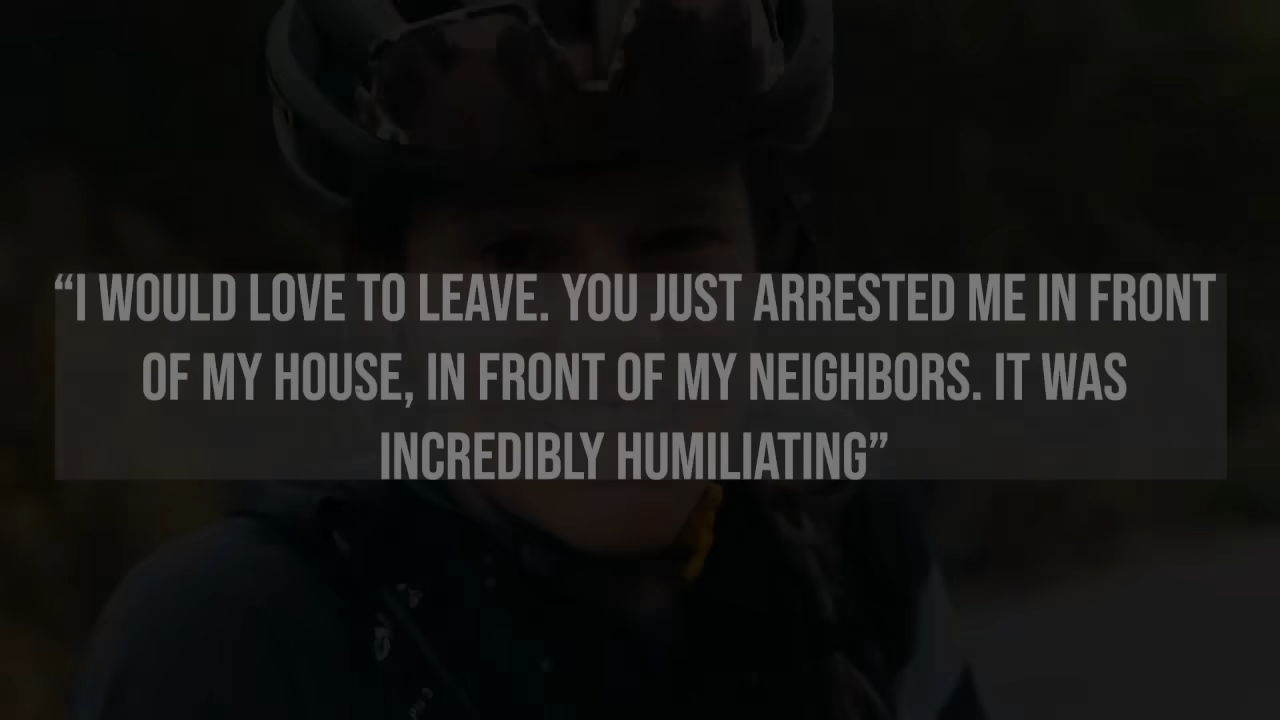 “I WOULD LOVE TO LEAVE. YOU JUST ARRESTED ME IN FRONT
OF MY HOUSE, IN FRONT OF MY NEIGHBORS. IT WAS
INCREDIBLY HUMILIATING”